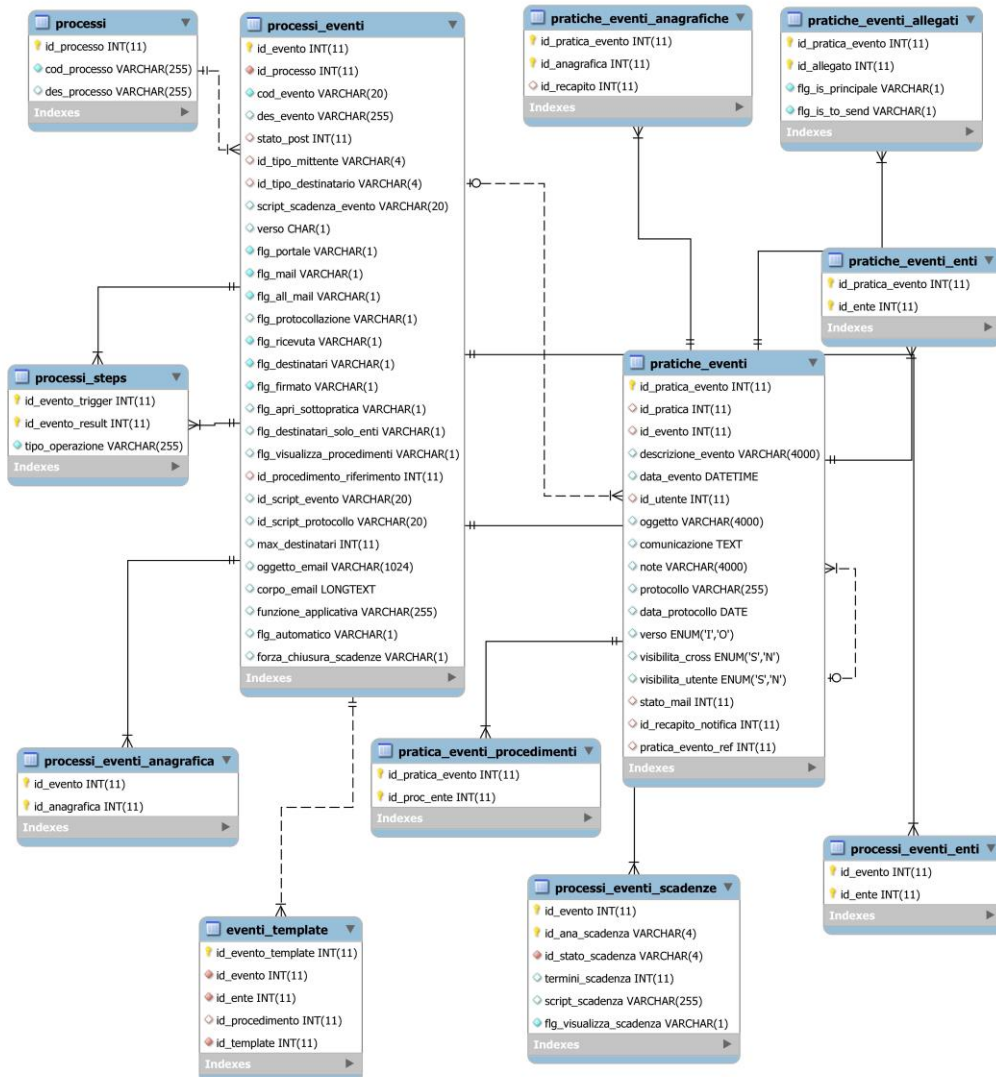 processi
id_processo INT(11)
cod_processo VARCHAR(255)
des_processo VARCHAR(255)
Indexes
processi_eventi
id_evento INT(11)
id_processo INT(11)
cod_evento VARCHAR(20)
des_evento VARCHAR(255)
stato_post INT(11)
id_tipo_mittente VARCHAR(4)
id_tipo_destinatario VARCHAR(4)
script_scadenza_evento VARCHAR(20)
verso CHAR(1)
flg_portale VARCHAR(1)
flg_mail VARCHAR(1)
flg_all_mail VARCHAR(1)
flg_protocollazione VARCHAR(1)
flg_ricevuta VARCHAR(1)
flg_destinatari VARCHAR(1)
flg_firmato VARCHAR(1)
flg_apri_sottopratica VARCHAR(1)
flg_destinatari_solo_enti VARCHAR(1)
flg_visualizza_procedimenti VARCHAR(1)
id_procedimento_riferimento INT(11)
id_script_evento VARCHAR(20)
id_script_protocollo VARCHAR(20)
max_destinatari INT(11)
oggetto_email VARCHAR(1024)
corpo_email LONGTEXT
funzione_applicativa VARCHAR(255)
flg_automatico VARCHAR(1)
forza_chiusura_scadenze VARCHAR(1)
Indexes
pratiche_eventi_anagrafiche
id_pratica_evento INT(11)
id_anagrafica INT(11)
id_recapito INT(11)
Indexes
pratiche_eventi_allegati
id_pratica_evento INT(11)
id_allegato INT(11)
flg_is_principale VARCHAR(1)
flg_is_to_send VARCHAR(1)
Indexes
pratiche_eventi_enti
id_pratica_evento INT(11)
id_ente INT(11)
Indexes
processi_steps
id_evento_trigger INT(11)
id_evento_result INT(11)
tipo_operazione VARCHAR(255)
Indexes
pratiche_eventi
id_pratica_evento INT(11)
id_pratica INT(11)
id_evento INT(11)
descrizione_evento VARCHAR(4000)
data_evento DATETIME
id_utente INT(11)
oggetto VARCHAR(4000)
comunicazione TEXT
note VARCHAR(4000)
protocollo VARCHAR(255)
data_protocollo DATE
verso ENUM('I','O')
visibilita_cross ENUM('S','N')
visibilita_utente ENUM('S','N')
stato_mail INT(11)
id_recapito_notifica INT(11)
pratica_evento_ref INT(11)
Indexes
processi_eventi_anagrafica
id_evento INT(11)
id_anagrafica INT(11)
Indexes
pratica_eventi_procedimenti
id_pratica_evento INT(11)
id_proc_ente INT(11)
Indexes
processi_eventi_enti
id_evento INT(11)
id_ente INT(11)
Indexes
eventi_template
id_evento_template INT(11)
id_evento INT(11)
id_ente INT(11)
id_procedimento INT(11)
id_template INT(11)
Indexes
processi_eventi_scadenze
id_evento INT(11)
id_ana_scadenza VARCHAR(4)
id_stato_scadenza VARCHAR(4)
termini_scadenza INT(11)
script_scadenza VARCHAR(255)
flg_visualizza_scadenza VARCHAR(1)
Indexes